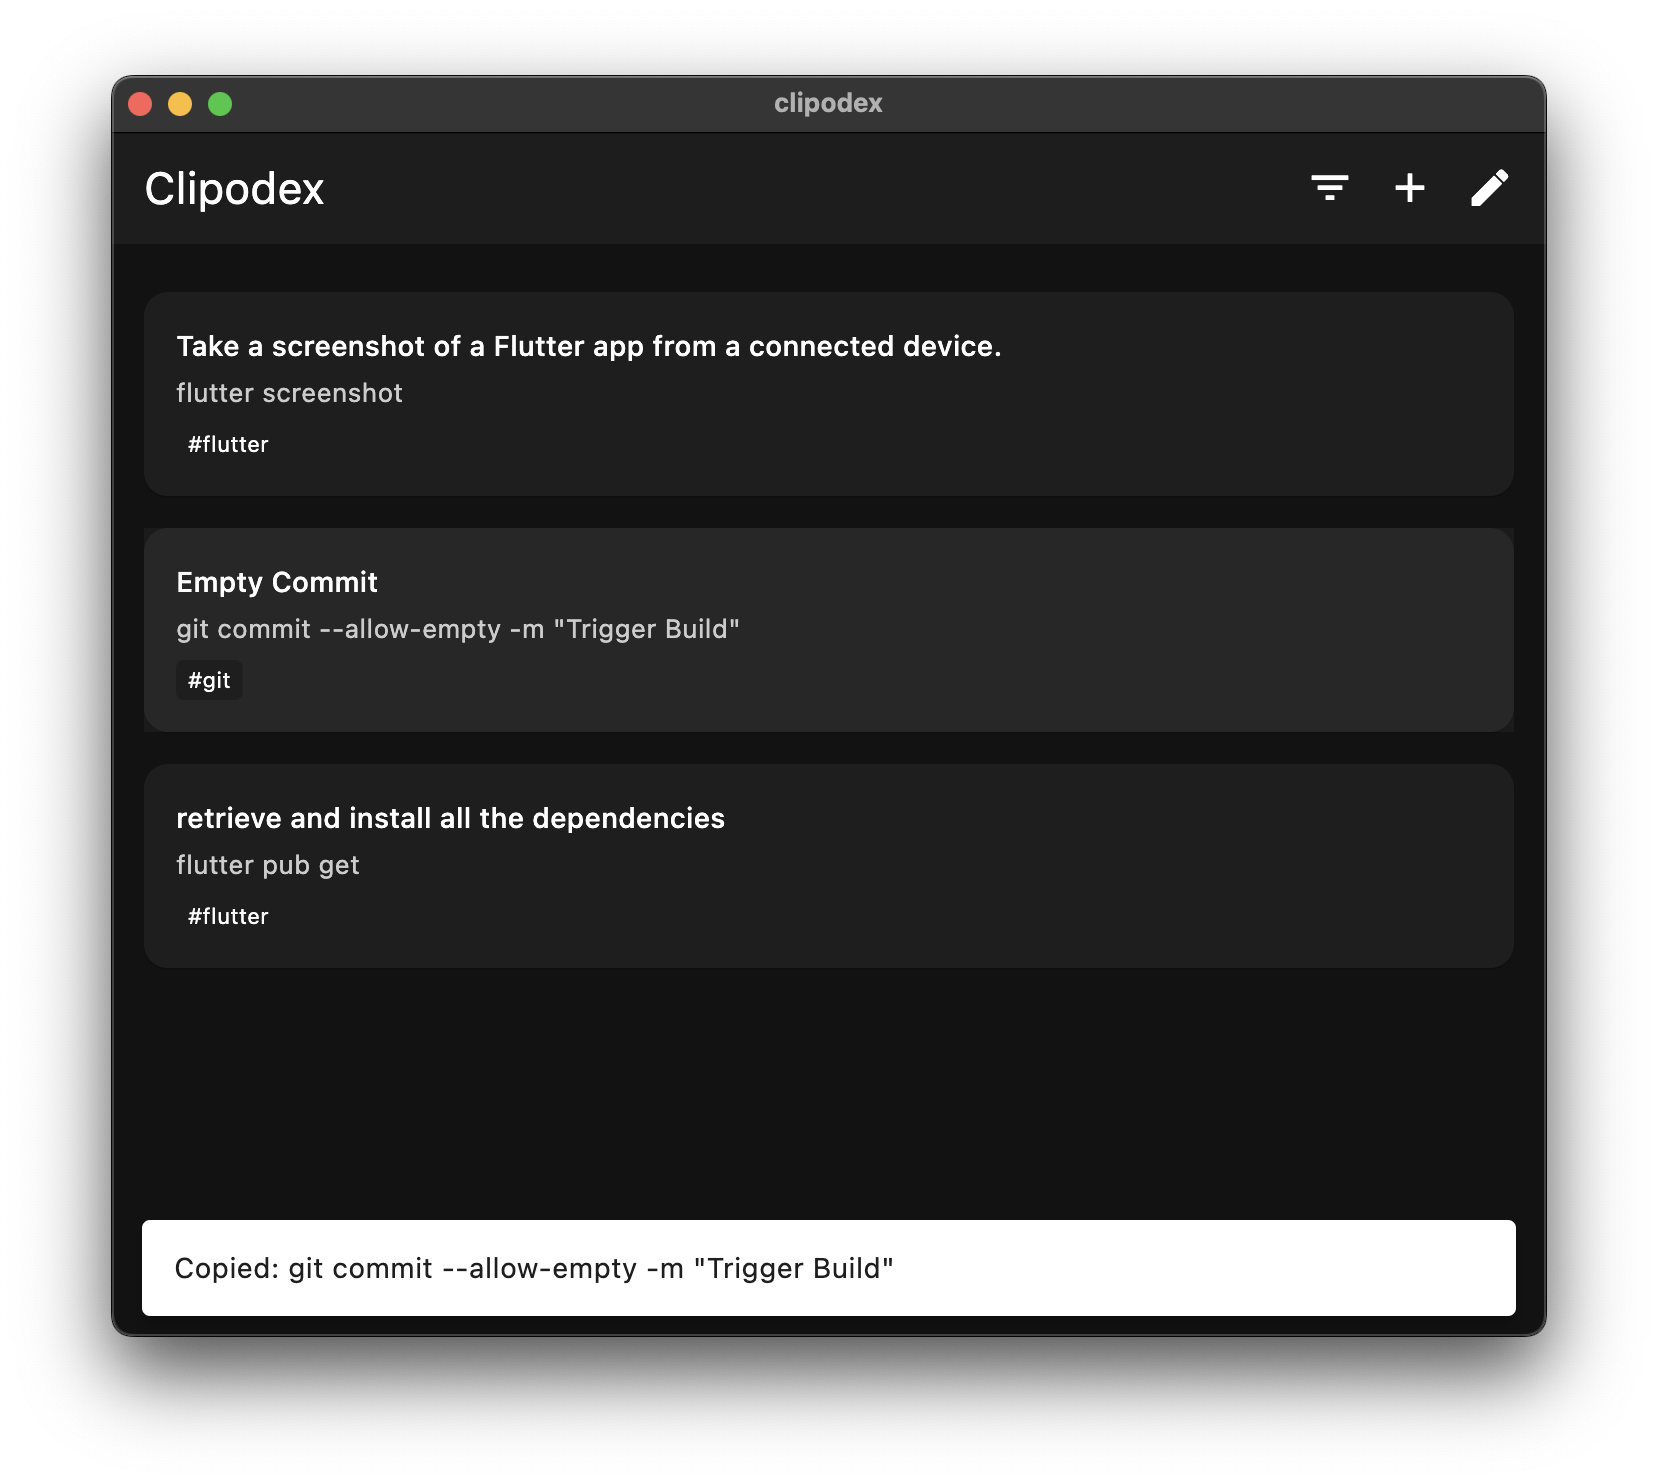 clipodex
Clipodex
Take a screenshot of a Flutter app from a connected device.
flutter screenshot
#flutter
Empty Commit
git commit --allow-empty -m "Trigger Build"
#git
retrieve and install all the dependencies
flutter pub get
#flutter
Copied: git commit --allow-empty -m "Trigger Build"